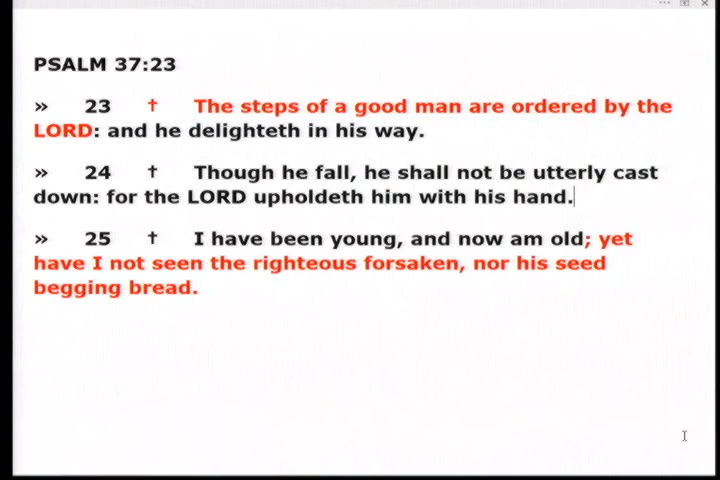 PSALM 37:23
» 23 † The steps of a good man are ordered by the
LORD: and he delighteth in his way.
» 24 † Though he fall, he shall not be utterly cast
down: for the LORD upholdeth him with his hand.
» 25 † I have been young, and now am old; yet
have I not seen the righteous forsaken, nor his seed
begging bread.